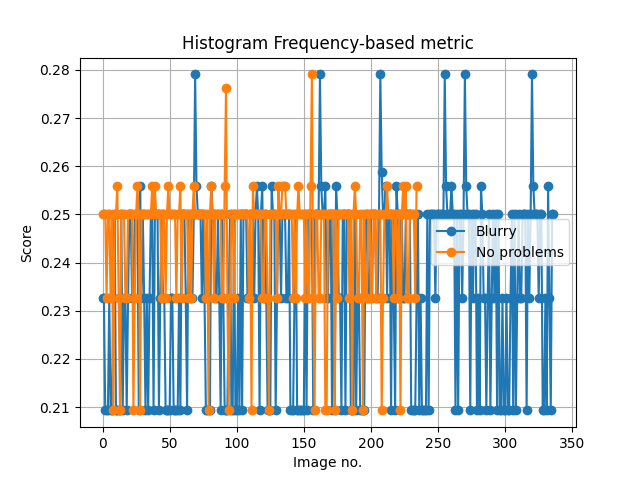 Histogram Frequency-based metric
0.28
0.27
0.26
0.25
0.24
0.23
0.22
0.21
Score
Blurry
No problems
0 50 100 150 200 250 300 350
Image no.